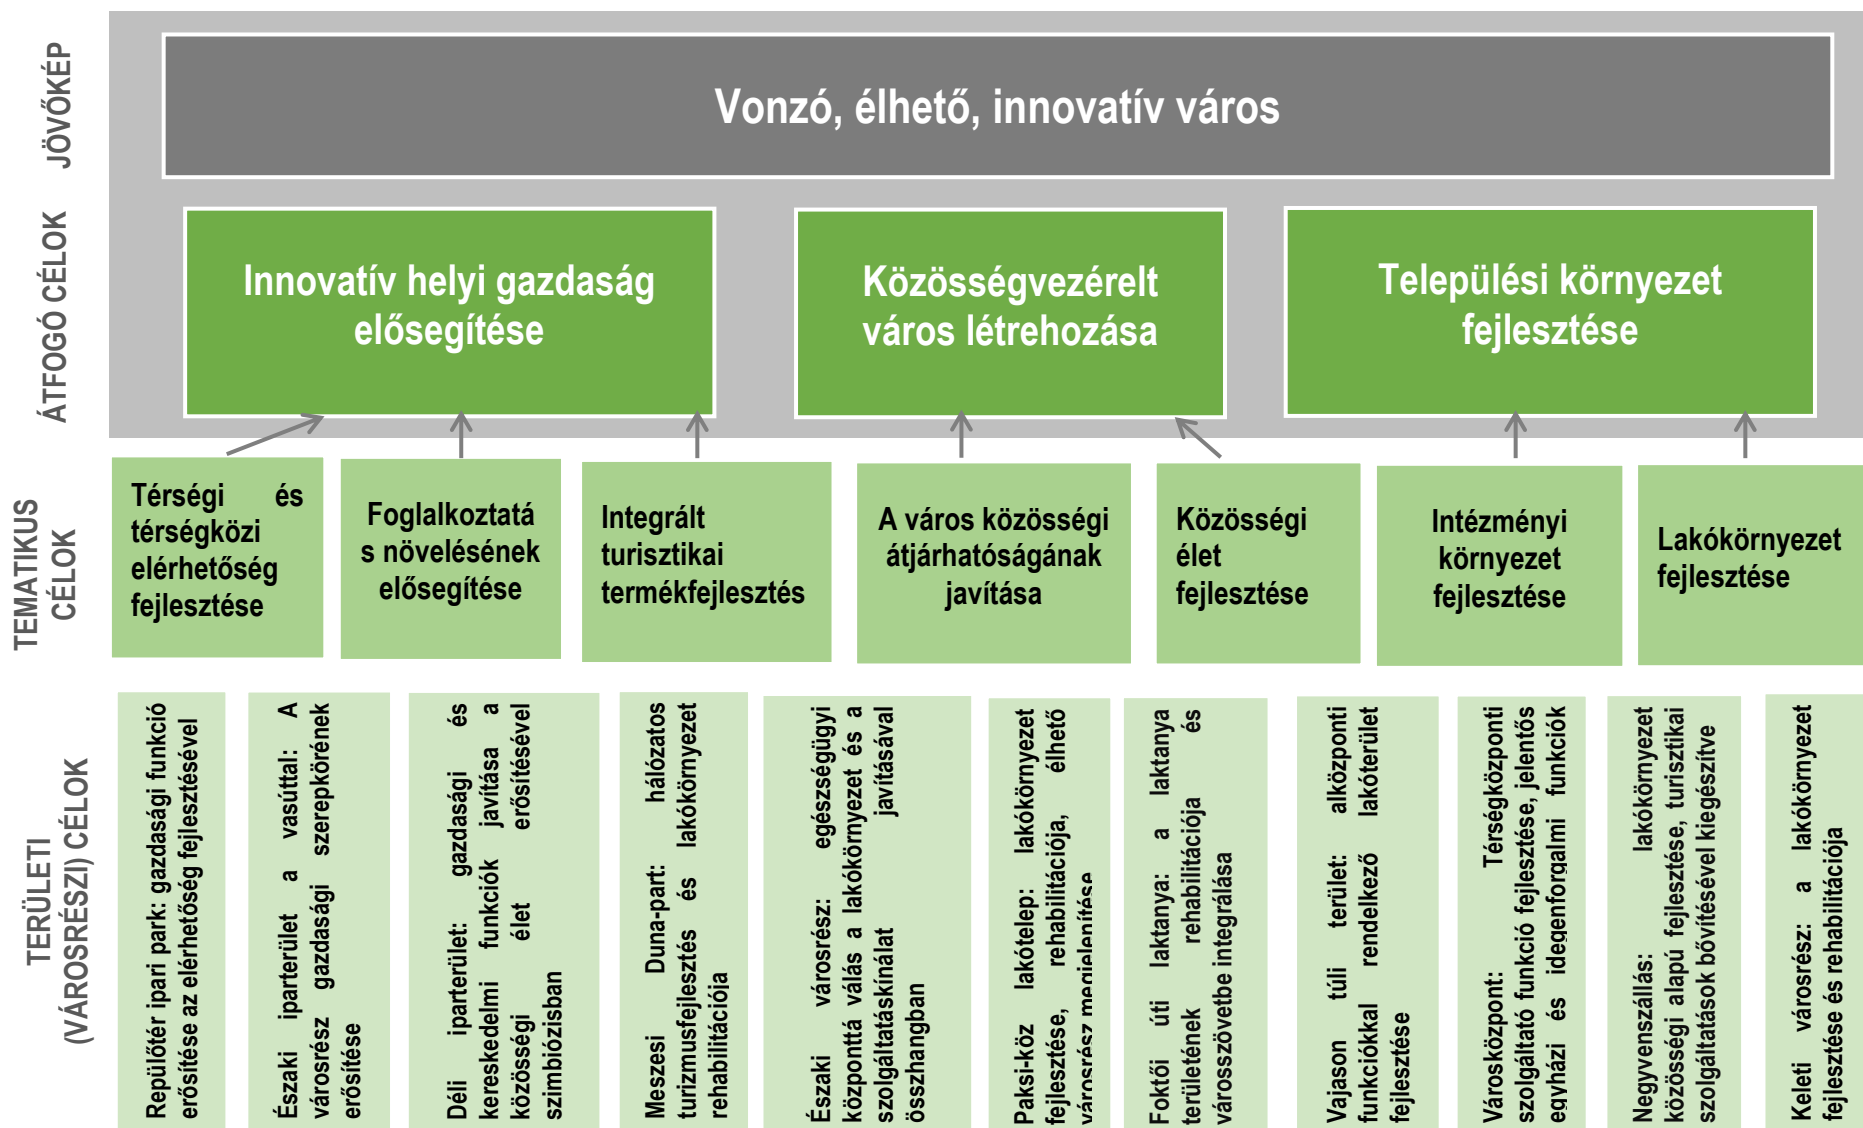 JÖVŐKÉP
Vonzó, élhető, innovatív város
ÁTFOGÓ CÉLOK
Innovatív helyi gazdaság
elősegítése
Közösségvezérelt
város létrehozása
Települési környezet
fejlesztése
TEMATIKUS
CÉLOK
Térségi és
térségközi
elérhetőség
fejlesztése
Foglalkoztatá
s növelésének
elősegítése
Integrált
turisztikai
termékfejlesztés
A város közösségi
átjárhatóságának
javítása
Közösségi
élet
fejlesztése
Intézményi
környezet
fejlesztése
Lakókörnyezet
fejlesztése
TERÜLETI
(VÁROSRÉSZI) CÉLOK
Repülőtér ipari park: gazdasági funkció
erősítése az elérhetőség fejlesztésével
Északi iparterület a vasúttal: A
városrész gazdasági szerepkörének
erősítése
Déli iparterület: gazdasági és
kereskedelmi funkciók javítása a
közösségi élet erősítésével
szimbiózisban
Meszesi Duna-part: hálózatos
turizmusfejlesztés és lakókörnyezet
rehabilitációja
Északi városrész: egészségügyi
központtá válás a lakókörnyezet és a
szolgáltatáskínálat javításával
összhangban
Paksi-köz lakótelep: lakókörnyezet
fejlesztése, rehabilitációja, élhető
városrész megjelenítése
Foktői úti laktanya: a laktanya
területének rehabilitációja és
városszövetbe integrálása
Vajason túli terület: alközponti
funkciókkal rendelkező lakóterület
fejlesztése
Városközpont: Térségközponti
szolgáltató funkció fejlesztése, jelentős
egyházi és idegenforgalmi funkciók
Negyvenszállás: lakókörnyezet
közösségi alapú fejlesztése, turisztikai
szolgáltatások bővítésével kiegészítve
Keleti városrész: a lakókörnyezet
fejlesztése és rehabilitációja